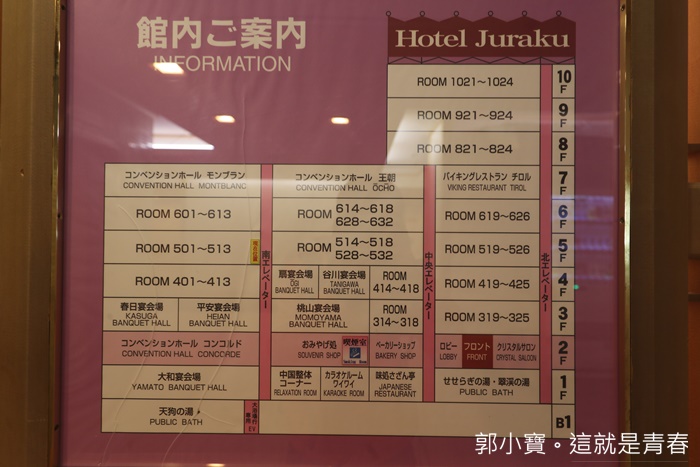 館内ご案内
INFORMATION
Hotel Juraku
ROOM 1021～1024
10F
ROOM 921～924
9F
ROOM 821～824
8F
コンベンションホール モンブラン
CONVENTION HALL MONTBLANC
コンベンションホール 王朝
CONVENTION HALL ŌCHO
バイキングレストラン チロル
VIKING RESTAURANT TIROL
7F
ROOM 601～613
ROOM 614～618
628～632
ROOM 619～626
6F
ROOM 501～513
現在位置
ROOM 514～518
528～532
ROOM 519～526
5F
南エレベーター
中央エレベーター
北エレベーター
ROOM 401～413
扇宴会場
ŌGI
BANQUET HALL
谷川宴会場
TANIGAWA
BANQUET HALL
ROOM
414～418
ROOM 419～425
4F
春日宴会場
KASUGA
BANQUET HALL
平安宴会場
HEIAN
BANQUET HALL
桃山宴会場
MOMOYAMA
BANQUET HALL
ROOM
314～318
ROOM 319～325
3F
コンベンションホール コンコルド
CONVENTION HALL CONCORDE
おみやげ処
SOUVENIR SHOP
喫煙室
ベーカリーショップ
BAKERY SHOP
ロビー
LOBBY
フロント
FRONT
クリスタルサロン
CRYSTAL SALOON
2F
大和宴会場
YAMATO BANQUET HALL
中国整体
コーナー
RELAXATION ROOM
カラオケルーム
ワイワイ
KARAOKE ROOM
味処さざん亭
JAPANESE
RESTAURANT
せせらぎの湯・翠渓の湯
PUBLIC BATH
1F
天狗の湯
PUBLIC BATH
大浴場行
専用EV
B1
郭小寶。這就是青春